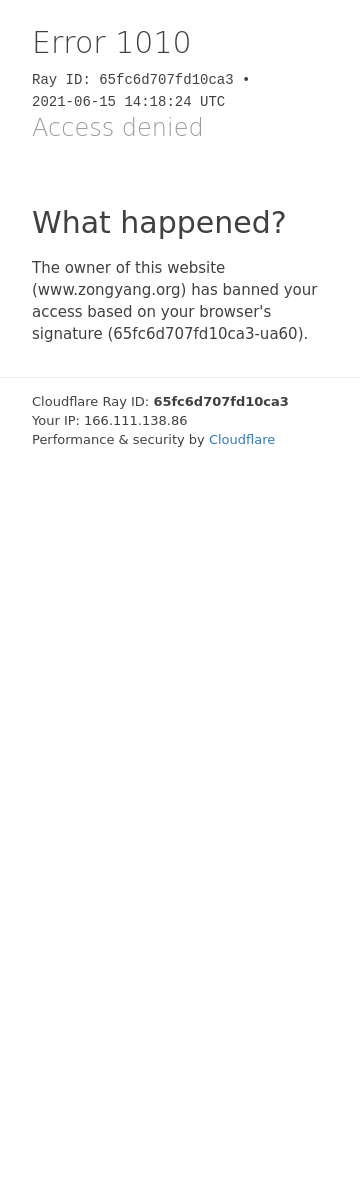 Error 1010
Ray ID: 65fc6d707fd10ca3 •
2021-06-15 14:18:24 UTC
Access denied
What happened?
The owner of this website
(www.zongyang.org) has banned your
access based on your browser's
signature (65fc6d707fd10ca3-ua60).
Cloudflare Ray ID: 65fc6d707fd10ca3
Your IP: 166.111.138.86
Performance & security by Cloudflare